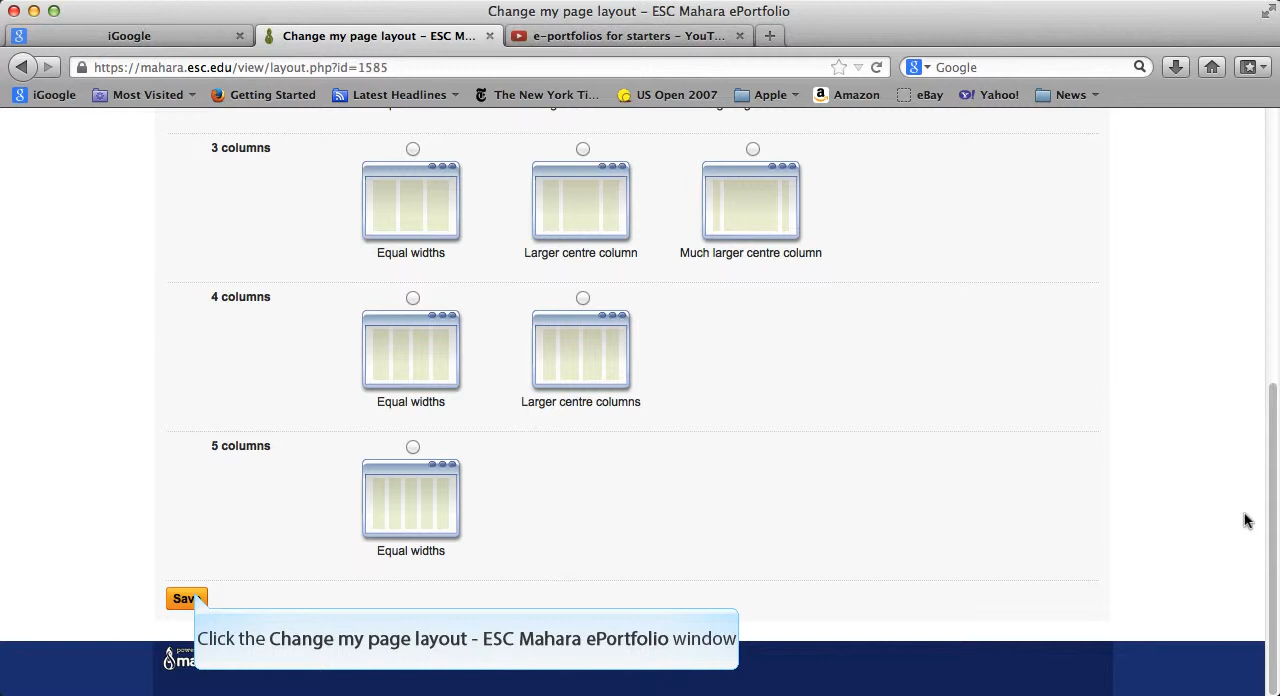 Change my page layout - ESC Mahara ePortfolio
iGoogle
Change my page layout - ESC M...
e-portfolios for starters - YouT...
https://mahara.esc.edu/view/layout.php?id=1585
Google
iGoogle
Most Visited
Getting Started
Latest Headlines
The New York Ti...
US Open 2007
Apple
Amazon
eBay
Yahoo!
News
3 columns
Equal widths
Larger centre column
Much larger centre column
4 columns
Equal widths
Larger centre columns
5 columns
Equal widths
Save
Click the Change my page layout - ESC Mahara ePortfolio window